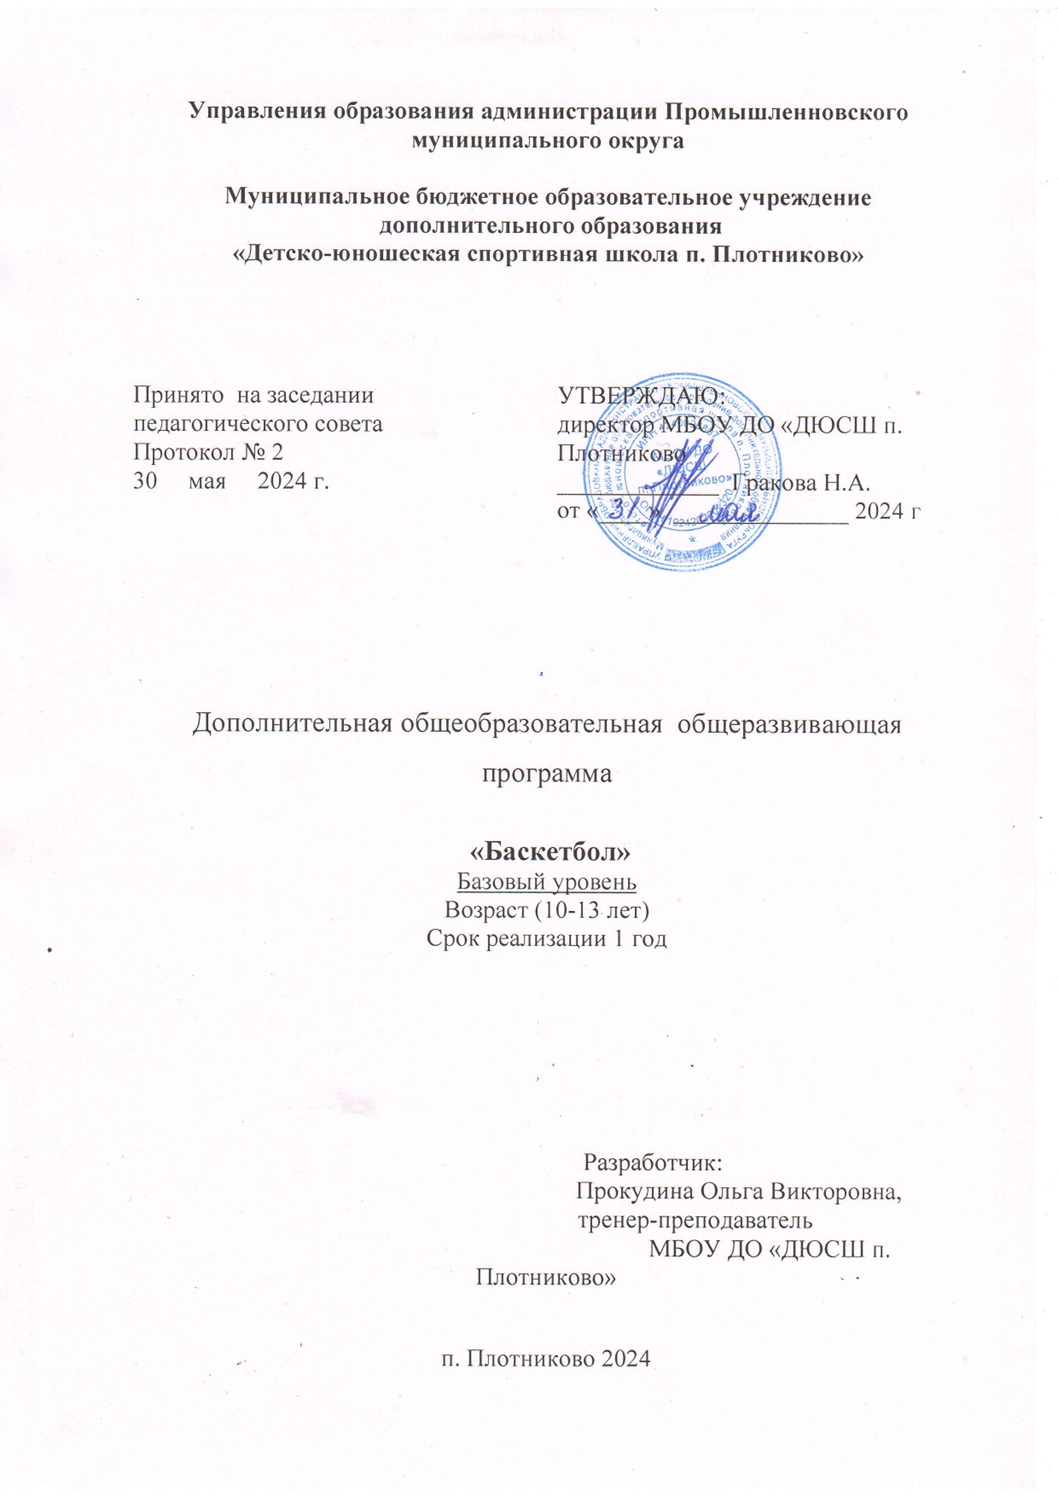 Управления образования администрации Промышленновского
муниципального округа
Муниципальное бюджетное образовательное учреждение
дополнительного образования
«Детско-юношеская спортивная школа п. Плотниково»
Принято на заседании
педагогического совета
Протокол № 2
30 мая 2024 г.
УТВЕРЖДАЮ:
директор МБОУ ДО «ДЮСШ п.
Плотниково
____________ Гракова Н.А.
от « 31 » мая 2024 г
Дополнительная общеобразовательная общеразвивающая
программа
«Баскетбол»
Базовый уровень
Возраст (10-13 лет)
Срок реализации 1 год
Разработчик:
Прокудина Ольга Викторовна,
тренер-преподаватель
МБОУ ДО «ДЮСШ п.
Плотниково»
п. Плотниково 2024